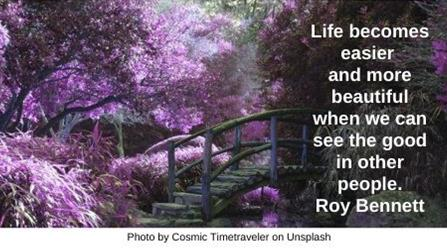 Life becomes
easier
and more
beautiful
when we can
see the good
in other
people.
Roy Bennett
Photo by Cosmic Timetraveler on Unsplash